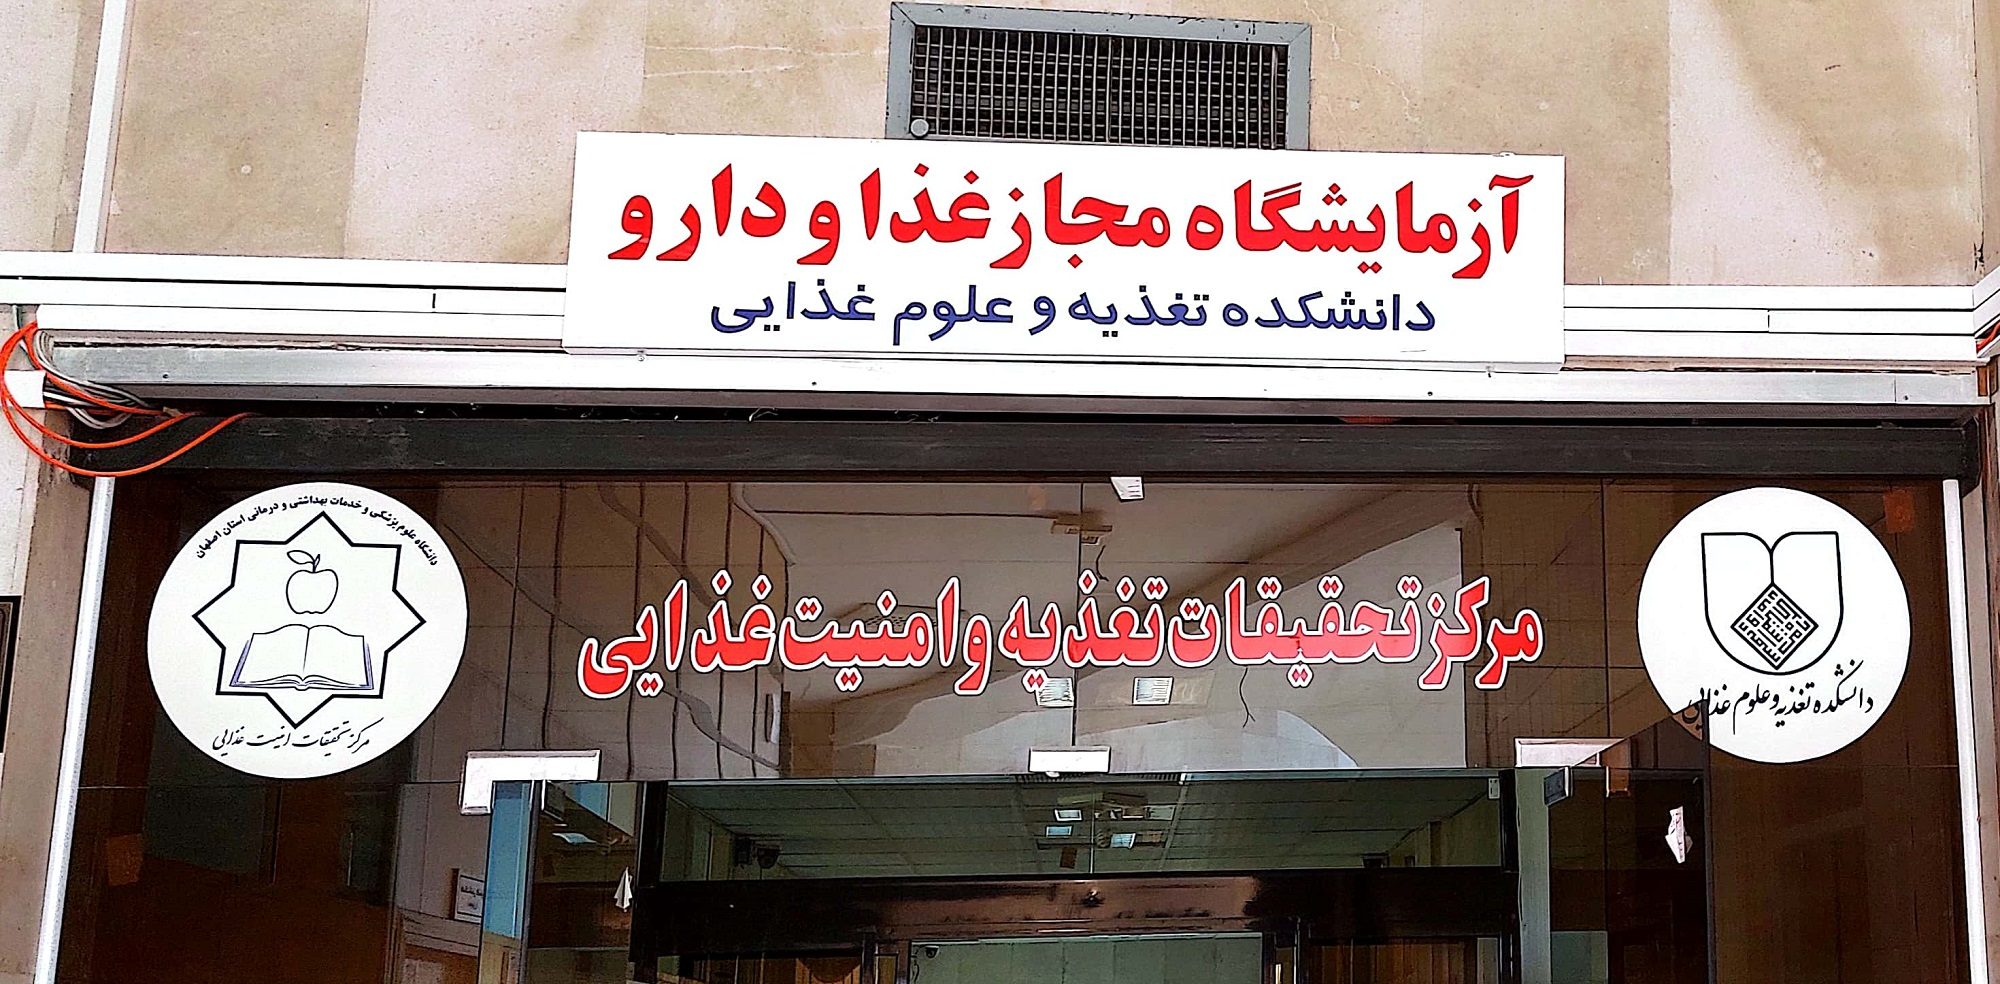 آزمایشگاه مجاز غذا و دارو
دانشکده تغذیه و علوم غذایی
مرکز تحقیقات تغذیه و امنیت غذایی
دانشکده تغذیه و علوم غذایی
دانشگاه علوم پزشکی و خدمات بهداشتی و درمانی استان اصفهان
مرکز تحقیقات امنیت غذایی